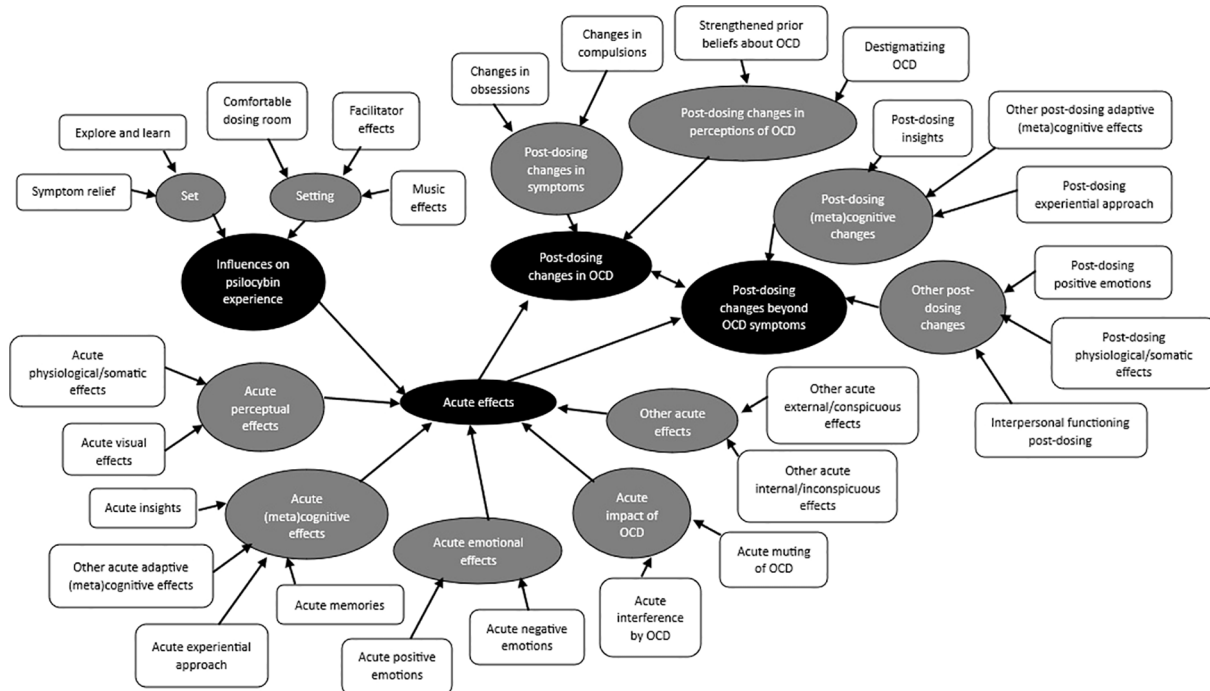 Changes in
compulsions
Strengthened prior
beliefs about OCD
Destigmatizing
OCD
Changes in
obsessions
Comfortable
dosing room
Facilitator
effects
Explore and learn
Symptom relief
Set
Setting
Music
effects
Post-dosing
changes in
symptoms
Post-dosing changes in
perceptions of OCD
Post-dosing
insights
Other post-dosing adaptive
(meta)cognitive effects
Post-dosing
experiential approach
Post-dosing
(meta)cognitive
changes
Influences on
psilocybin
experience
Post-dosing
changes in OCD
Post-dosing
changes beyond
OCD symptoms
Other post-
dosing
changes
Post-dosing
positive emotions
Post-dosing
physiological/somatic
effects
Interpersonal functioning
post-dosing
Acute
physiological/somatic
effects
Acute
perceptual
effects
Acute visual
effects
Acute effects
Other acute
effects
Other acute
external/conspicuous
effects
Other acute
internal/inconspicuous
effects
Acute insights
Acute
(meta)cognitive
effects
Other acute adaptive
(meta)cognitive effects
Acute experiential
approach
Acute memories
Acute emotional
effects
Acute positive
emotions
Acute negative
emotions
Acute
impact of
OCD
Acute
interference
by OCD
Acute muting
of OCD